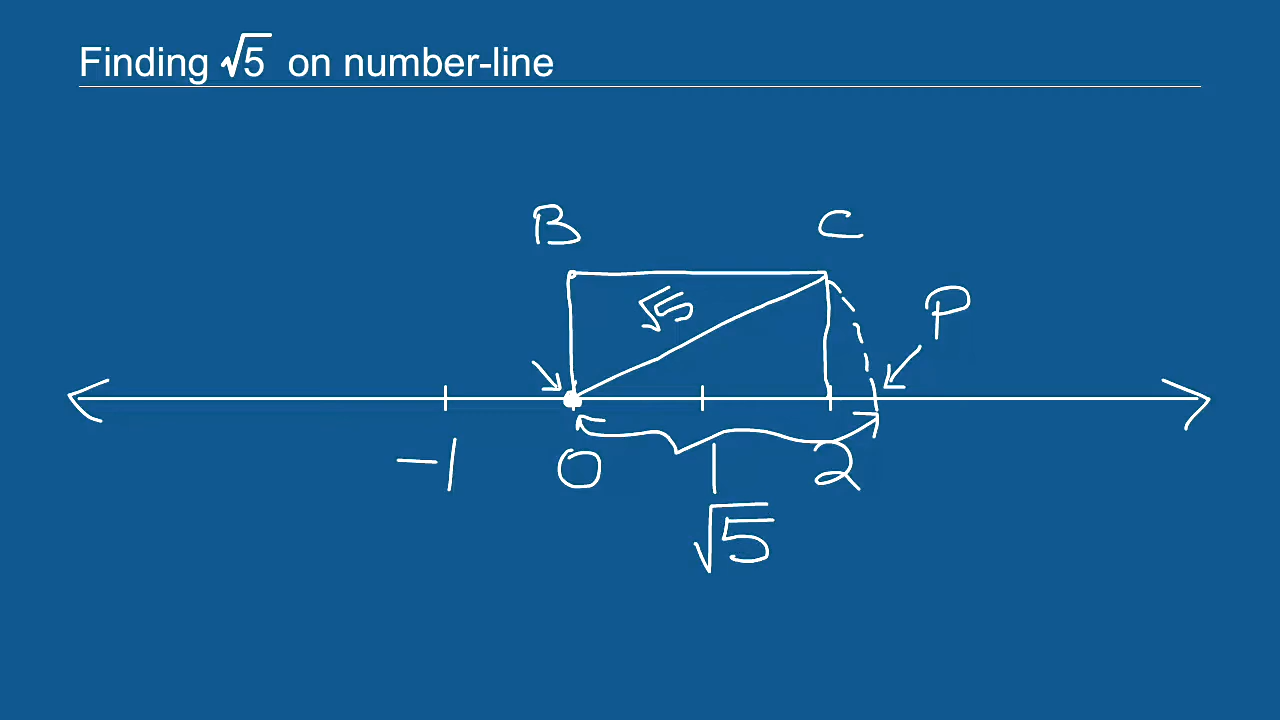 Finding √5 on number-line
B C
√5 P
-1 0 1 2
√5